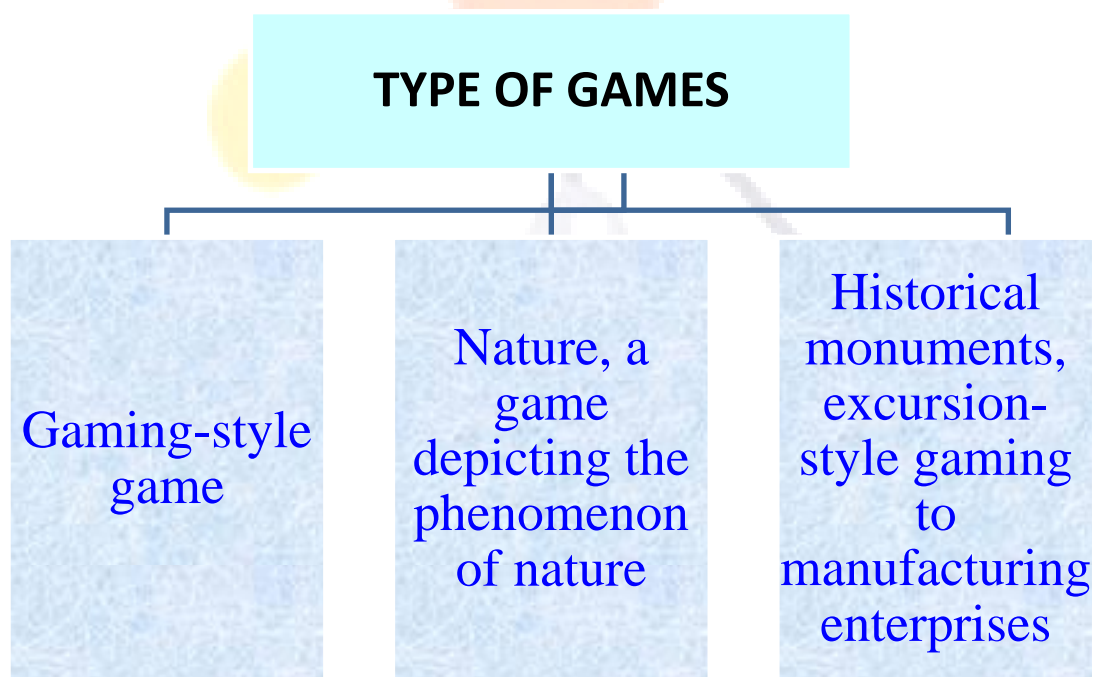 TYPE OF GAMES
Gaming-style
game
Nature, a
game
depicting the
phenomenon
of nature
Historical
monuments,
excursion-
style gaming
to
manufacturing
enterprises